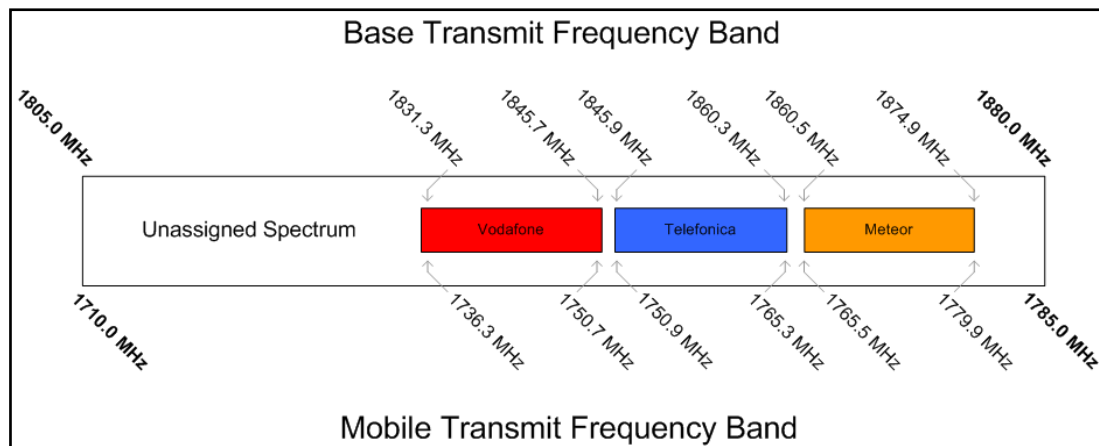 Base Transmit Frequency Band
1805.0 MHz
1831.3 MHz
1845.7 MHz
1845.9 MHz
1860.3 MHz
1860.5 MHz
1874.9 MHz
1880.0 MHz
Unassigned Spectrum
Vodafone
Telefonica
Meteor
1710.0 MHz
1736.3 MHz
1750.7 MHz
1750.9 MHz
1765.3 MHz
1765.5 MHz
1779.9 MHz
1785.0 MHz
Mobile Transmit Frequency Band